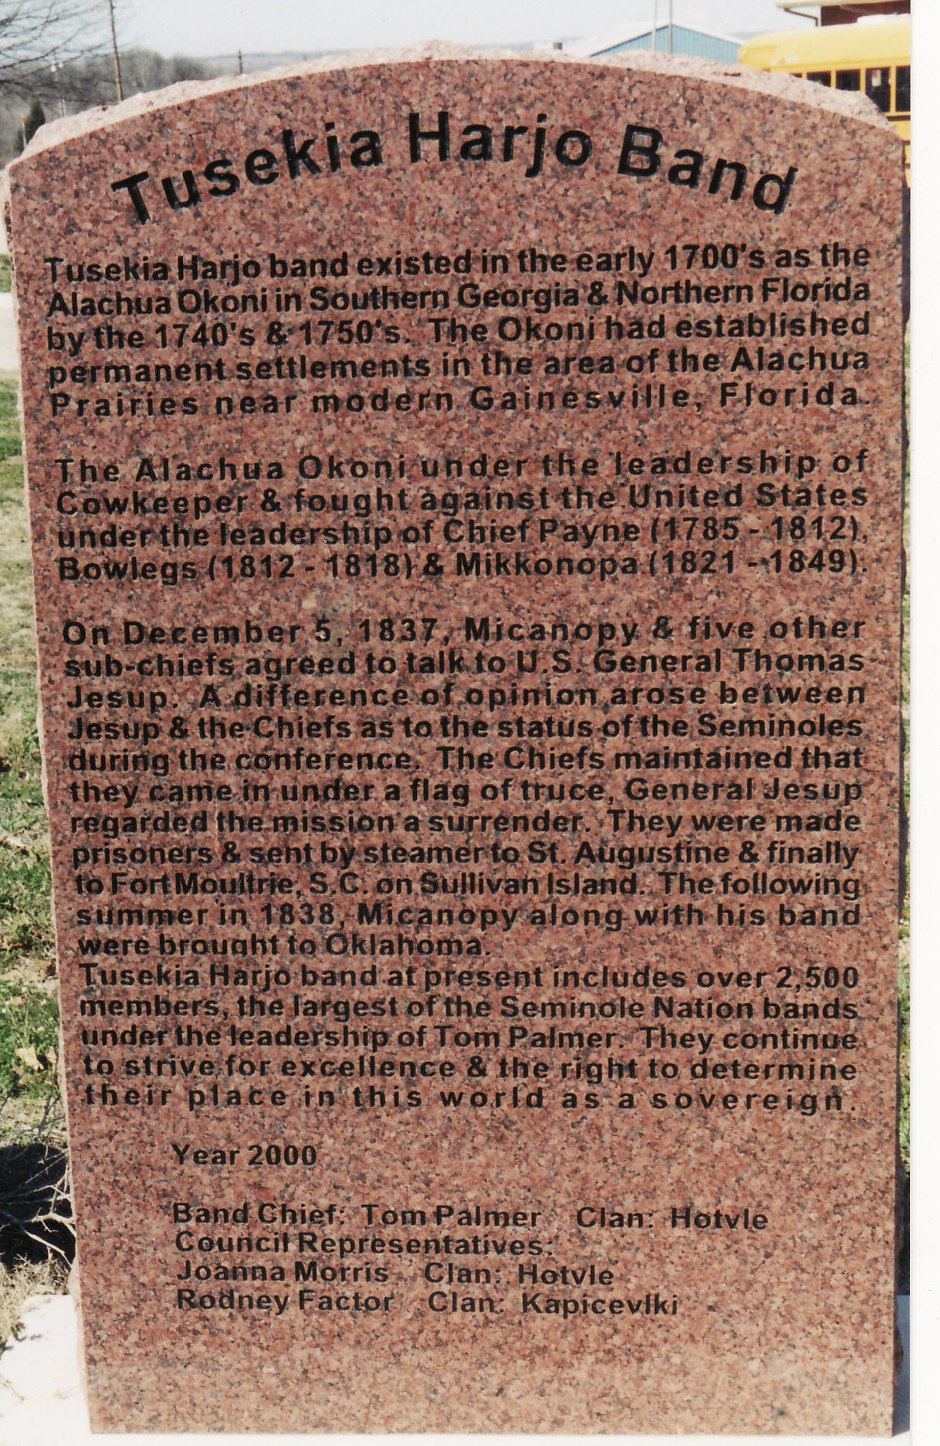 Tusekia Harjo Band
Tusekia Harjo band existed in the early 1700's as the
Alachua Okoni in Southern Georgia & Northern Florida
by the 1740's & 1750's. The Okoni had established
permanent settlements in the area of the Alachua
Prairies near modern Gainesville, Florida.
The Alachua Okoni under the leadership of
Cowkeeper & fought against the United States
under the leadership of Chief Payne (1785 - 1812),
Bowlegs (1812 - 1818) & Mikkonopa (1821 - 1849).
On December 5, 1837, Micanopy & five other
sub-chiefs agreed to talk to U.S. General Thomas
Jesup. A difference of opinion arose between
Jesup & the Chiefs as to the status of the Seminoles
during the conference. The Chiefs maintained that
they came in under a flag of truce, General Jesup
regarded the mission a surrender. They were made
prisoners & sent by steamer to St. Augustine & finally
to Fort Moultrie, S.C. on Sullivan Island. The following
summer in 1838, Micanopy along with his band
were brought to Oklahoma.
Tusekia Harjo band at present includes over 2,500
members, the largest of the Seminole Nation bands
under the leadership of Tom Palmer. They continue
to strive for excellence & the right to determine
their place in this world as a sovereign.
Year 2000
Band Chief: Tom Palmer Clan: Hotvle
Council Representatives:
Joanna Morris Clan: Hotvle
Rodney Factor Clan: Kapicevlki